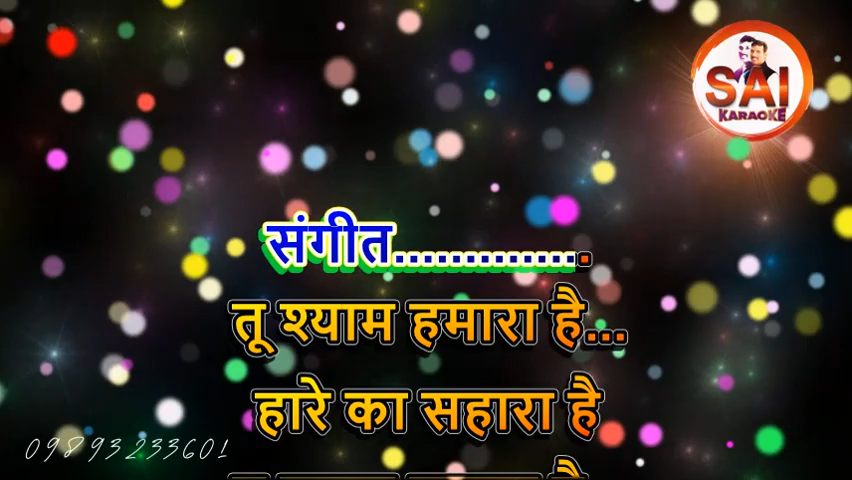 SAI
KARAOKE
संगीत..............
तू श्याम हमारा है...
हारे का सहारा है
09893233601